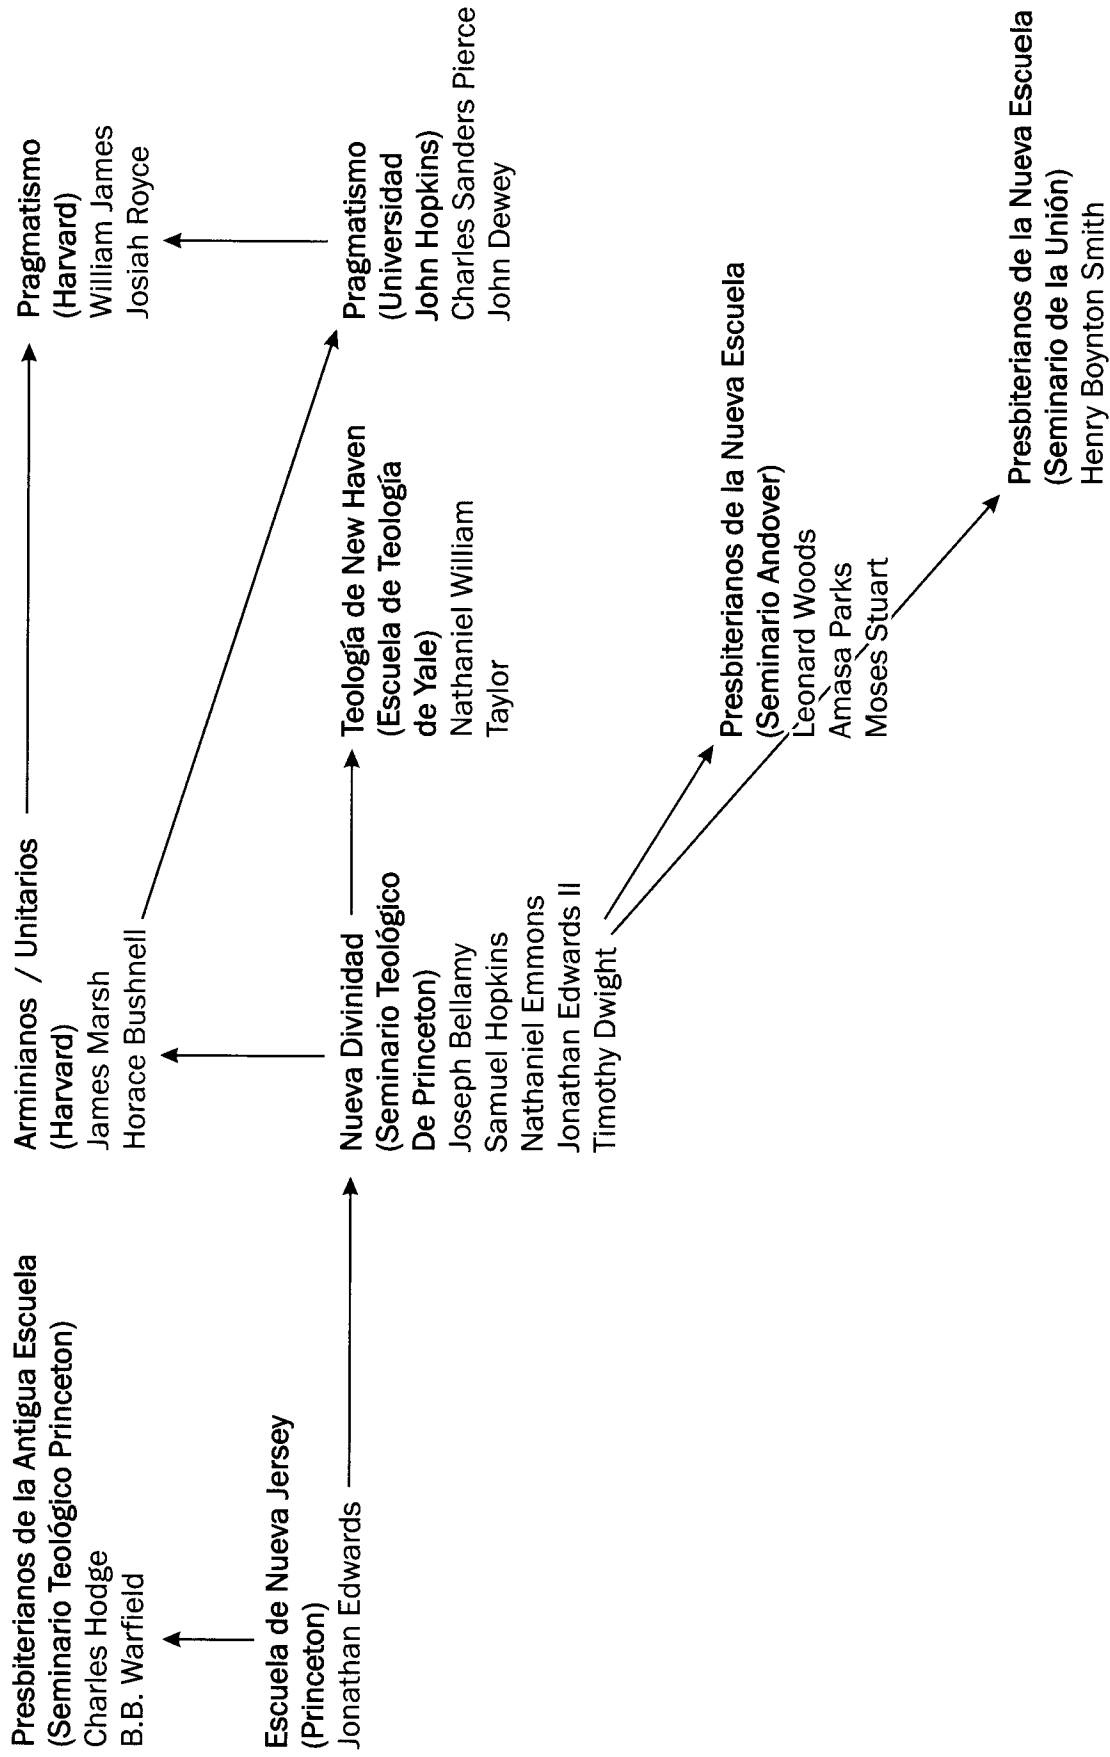 Presbiterianos de la Antigua Escuela
(Seminario Teológico Princeton)
Charles Hodge
B.B. Warfield
Escuela de Nueva Jersey
(Princeton)
Jonathan Edwards
Arminianos / Unitarios
(Harvard)
James Marsh
Horace Bushnell
Nueva Divinidad
(Seminario Teológico
De Princeton)
Joseph Bellamy
Samuel Hopkins
Nathaniel Emmons
Jonathan Edwards II
Timothy Dwight
Teología de New Haven
(Escuela de Teología
de Yale)
Nathaniel William
Taylor
Pragmatismo
(Harvard)
William James
Josiah Royce
Pragmatismo
(Universidad
John Hopkins)
Charles Sanders Pierce
John Dewey
Presbiterianos de la Nueva Escuela
(Seminario Andover)
Leonard Woods
Amasa Parks
Moses Stuart
Presbiterianos de la Nueva Escuela
(Seminario de la Unión)
Henry Boynton Smith